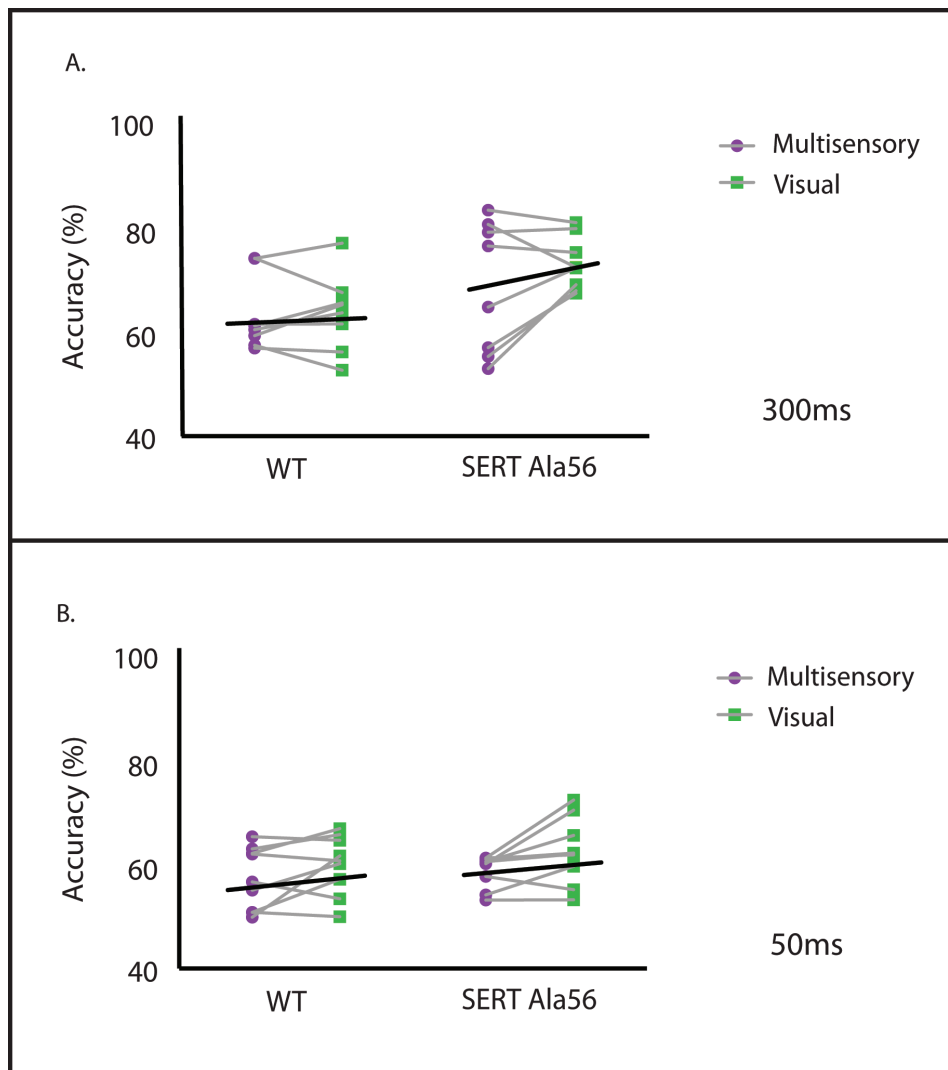 A.
100
80
60
40
Accuracy (%)
Multisensory
Visual
300ms
WT
SERT Ala56
B.
100
80
60
40
Accuracy (%)
Multisensory
Visual
50ms
WT
SERT Ala56